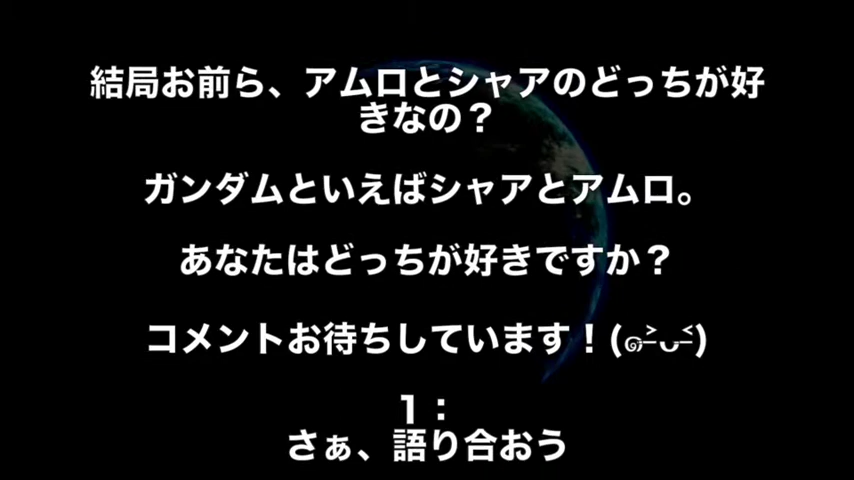 結局お前ら、アムロとシャアのどっちが好
きなの？
ガンダムといえばシャアとアムロ。
あなたはどっちが好きですか？
コメントお待ちしています！(๑˃̵ᴗ˂̵)
1：
さぁ、語り合おう